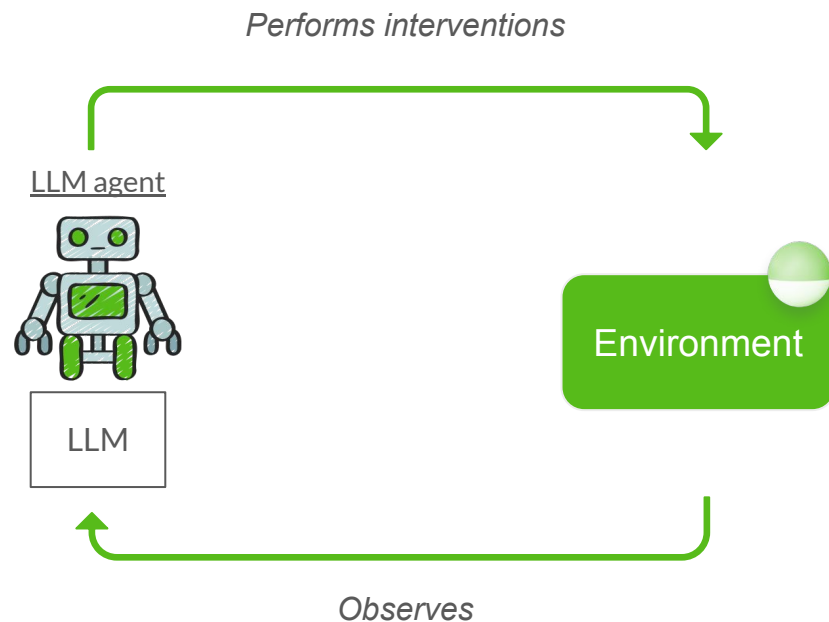 Performs interventions
LLM agent
Environment
LLM
Observes